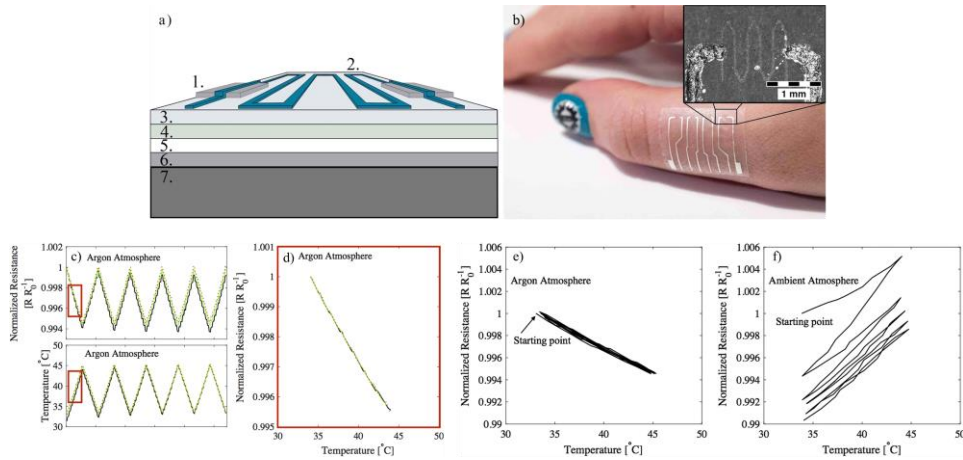 a)
1.
2.
3.
4.
5.
6.
7.
b)
1 mm
c)
Argon Atmosphere
Normalized Resistance
[R R₀⁻¹]
1.002
1
0.998
0.996
0.994
Argon Atmosphere
Temperature [°C]
50
45
40
35
30
d)
Normalized Resistance [R R₀⁻¹]
1.001
1
0.999
0.998
0.997
0.996
0.995
30
35
40
45
50
Temperature [°C]
e)
Argon Atmosphere
Starting point
Normalized Resistance [R R₀⁻¹]
1.006
1.004
1.002
1
0.998
0.996
0.994
0.992
0.99
30
35
40
45
50
Temperature [°C]
f)
Ambient Atmosphere
Starting point
Normalized Resistance [R R₀⁻¹]
1.006
1.004
1.002
1
0.998
0.996
0.994
0.992
0.99
30
35
40
45
50
Temperature [°C]